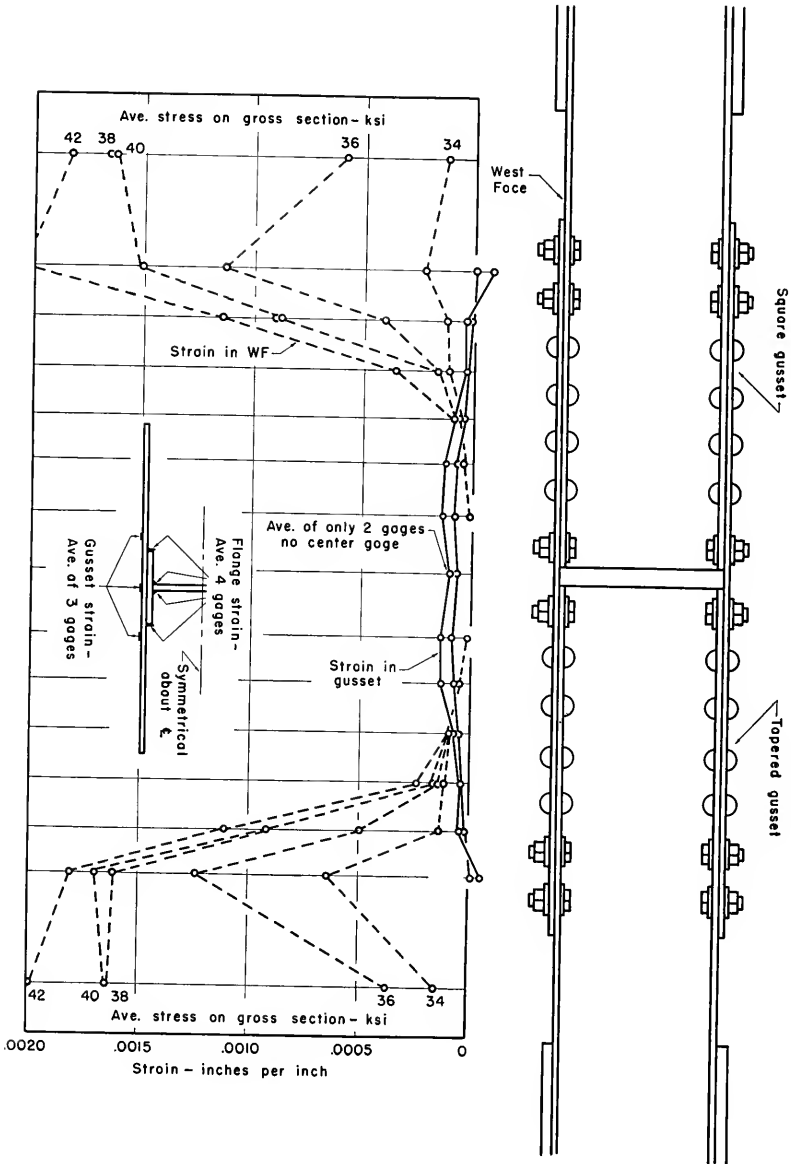 Ave. stress on gross section – ksi
42
38
40
36
34
West
Face
Square gusset
Strain in WF
Ave. of only 2 gages
no center gage
Flange strain –
Ave. 4 gages
Gusset strain –
Ave. of 3 gages
Symmetrical
about ℄
Strain in
gusset
Tapered gusset
42
40
38
36
34
Ave. stress on gross section – ksi
.0020
.0015
.0010
.0005
0
Strain – inches per inch